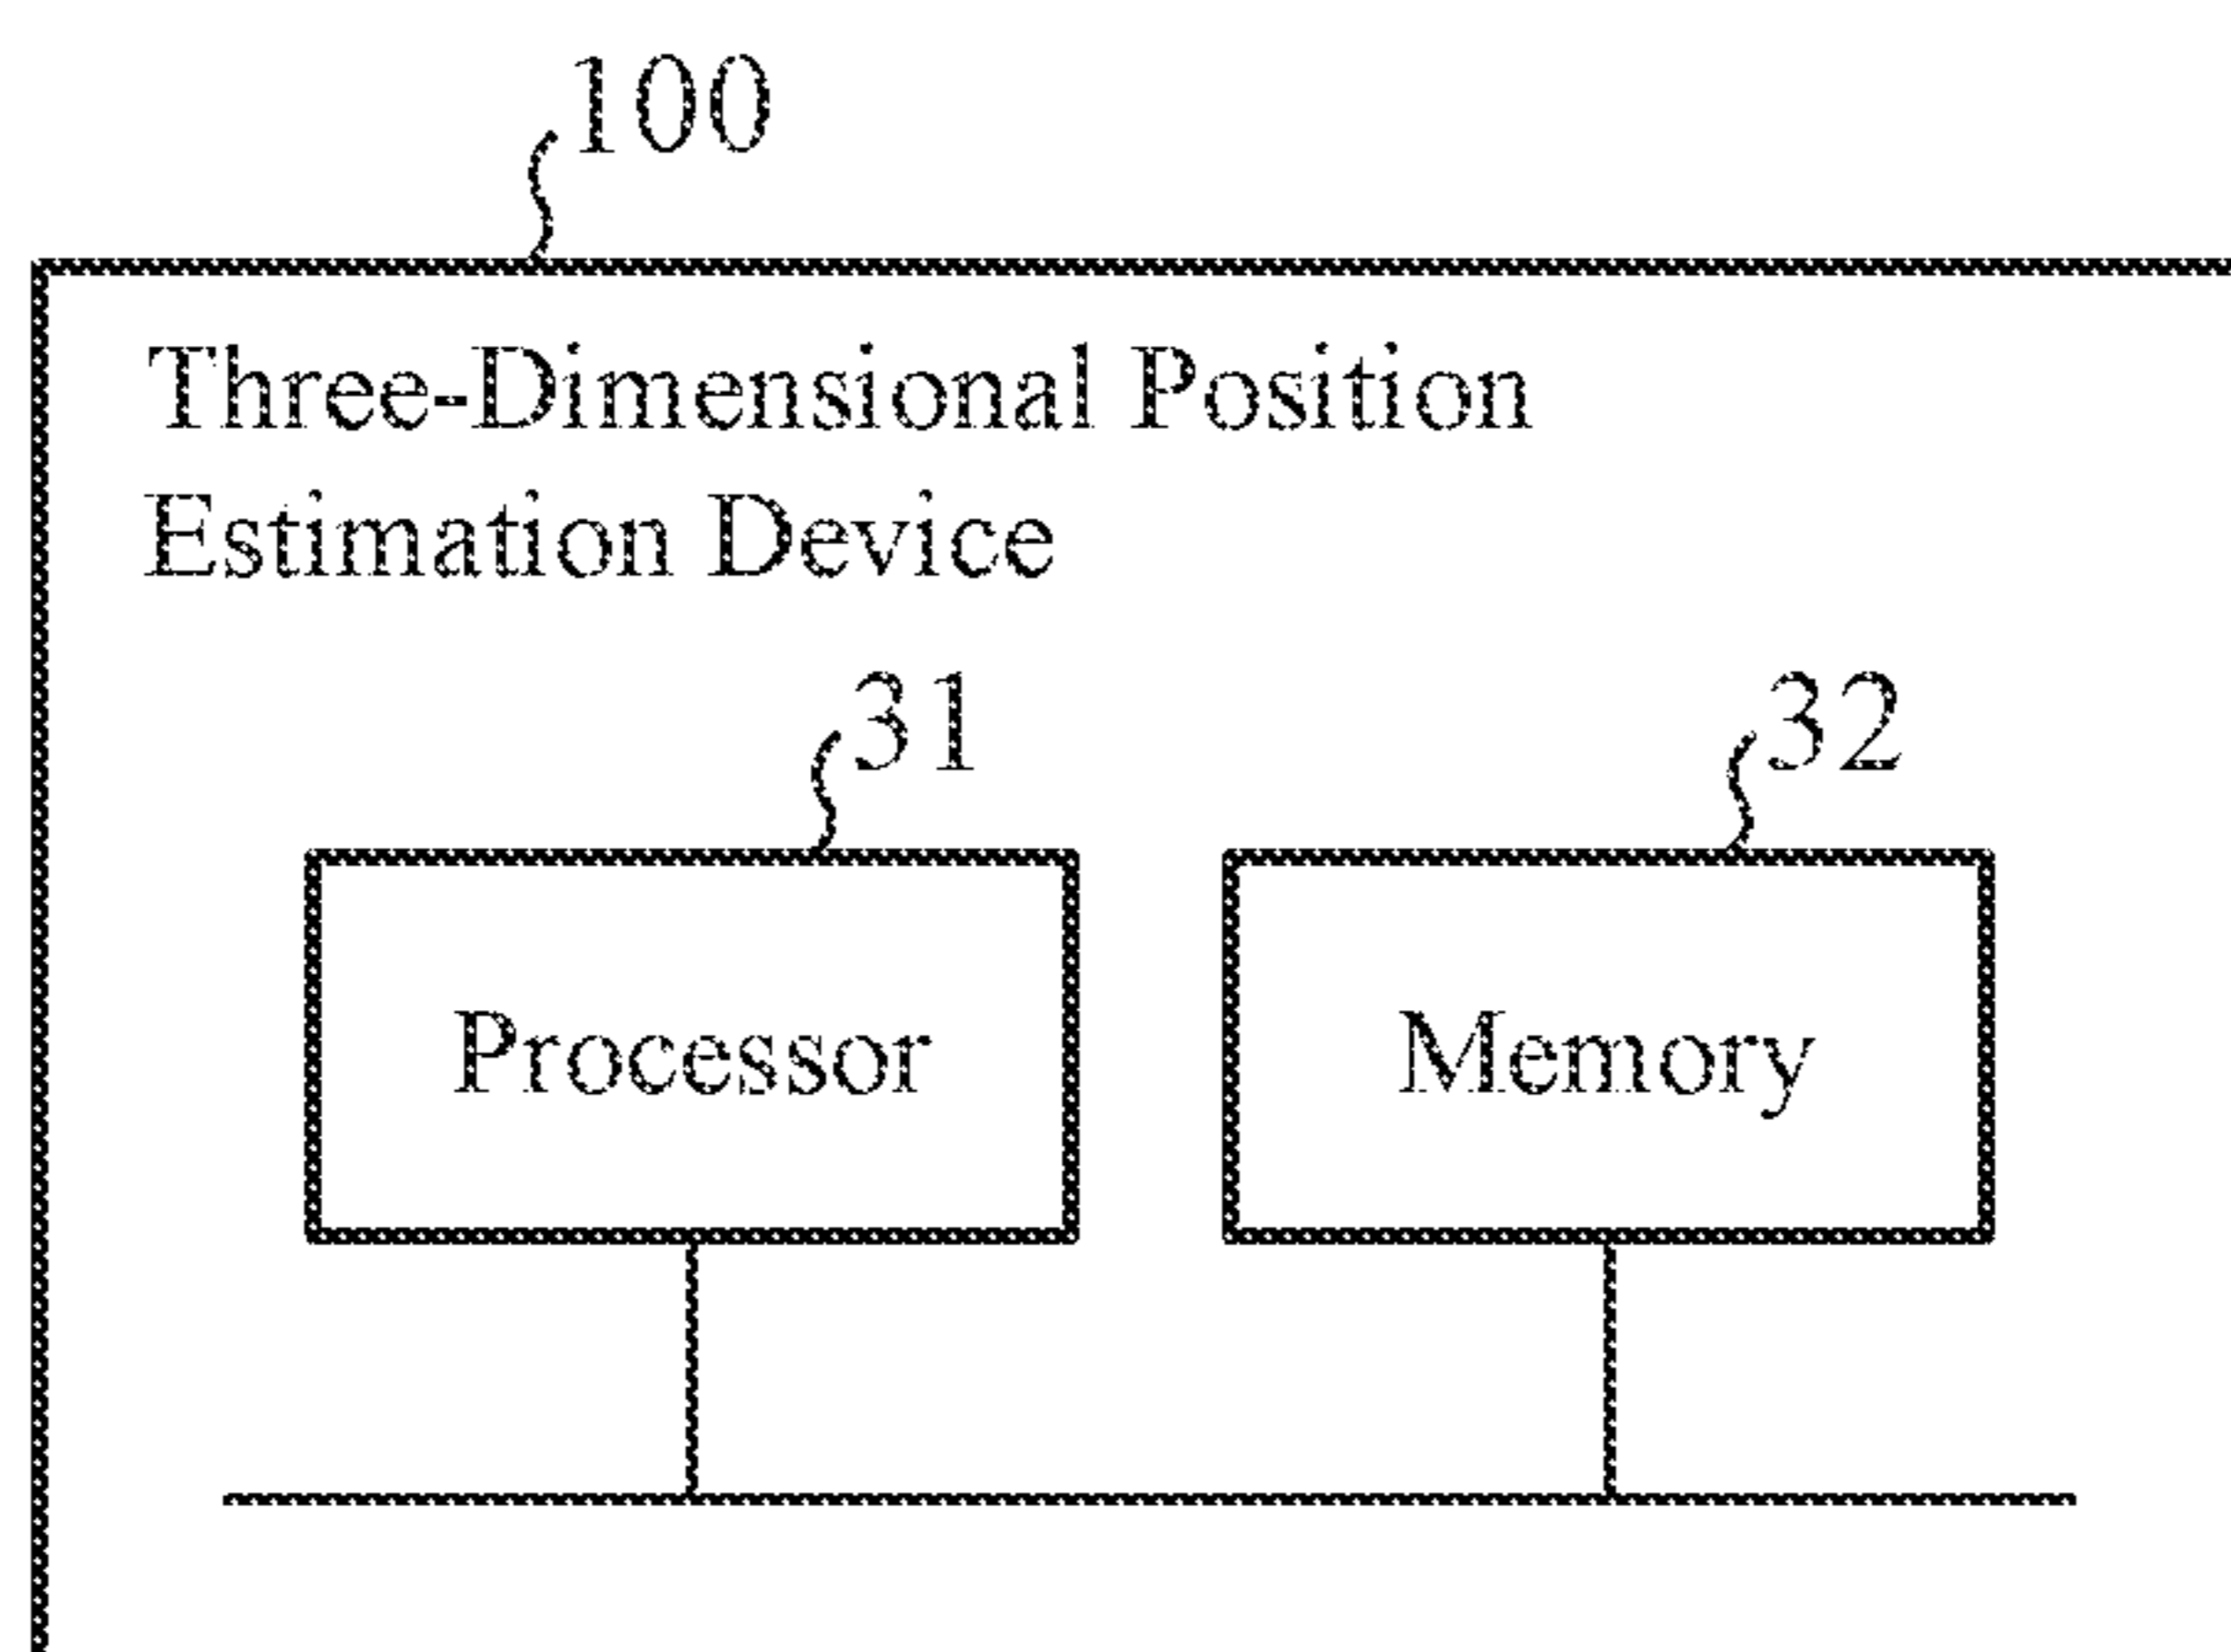 100
Three-Dimensional Position
Estimation Device
31
32
Processor
Memory